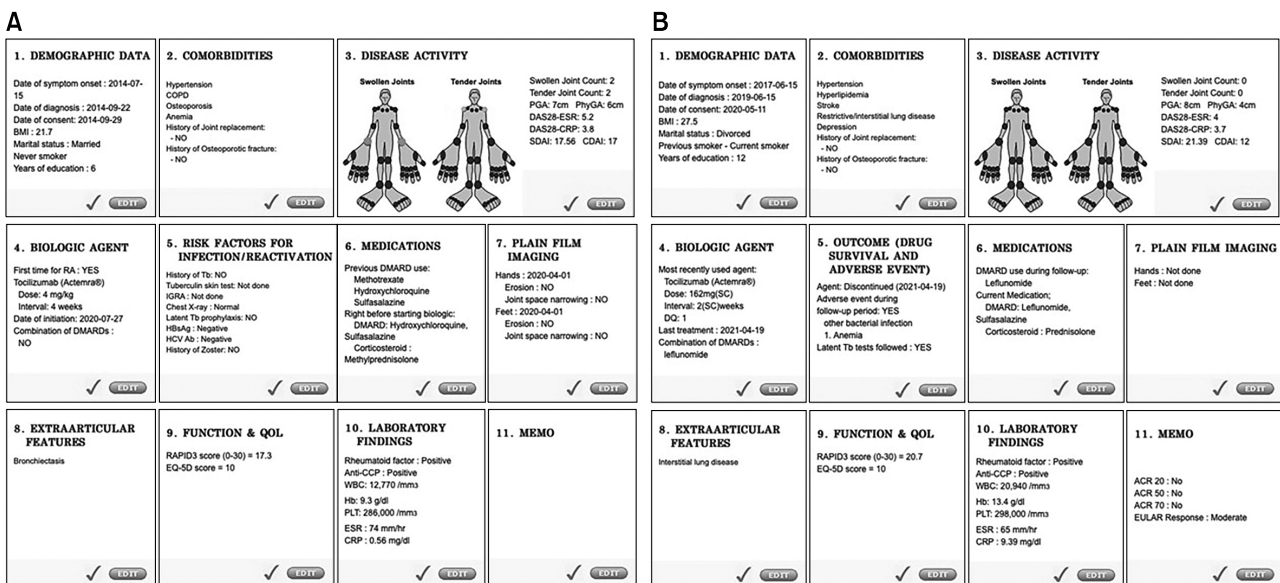 A
1. DEMOGRAPHIC DATA
Date of symptom onset : 2014-07-
15
Date of diagnosis : 2014-09-22
Date of consent: 2014-09-29
BMI : 21.7
Marital status : Married
Never smoker
Years of education : 6
EDIT
2. COMORBIDITIES
Hypertension
COPD
Osteoporosis
Anemia
History of Joint replacement:
- NO
History of Osteoporotic fracture:
- NO
EDIT
3. DISEASE ACTIVITY
Swollen Joints
Tender Joints
Swollen Joint Count: 2
Tender Joint Count: 2
PGA: 7cm PhyGA: 6cm
DAS28-ESR: 5.2
DAS28-CRP: 3.8
SDAI: 17.56 CDAI: 17
EDIT
4. BIOLOGIC AGENT
First time for RA : YES
Tocilizumab (Actemra®)
Dose: 4 mg/kg
Interval: 4 weeks
Date of initiation: 2020-07-27
Combination of DMARDs :
NO
EDIT
5. RISK FACTORS FOR
INFECTION/REACTIVATION
History of Tb: NO
Tuberculin skin test: Not done
IGRA : Not done
Chest X-ray : Normal
Latent Tb prophylaxis: NO
HBsAg : Negative
HCV Ab : Negative
History of Zoster: NO
EDIT
6. MEDICATIONS
Previous DMARD use:
Methotrexate
Hydroxychloroquine
Sulfasalazine
Right before starting biologic:
DMARD: Hydroxychloroquine,
Sulfasalazine
Corticosteroid :
Methylprednisolone
EDIT
7. PLAIN FILM
IMAGING
Hands : 2020-04-01
Erosion : NO
Joint space narrowing : NO
Feet : 2020-04-01
Erosion : NO
Joint space narrowing : NO
EDIT
8. EXTRAARTICULAR
FEATURES
Bronchiectasis
EDIT
9. FUNCTION & QOL
RAPID3 score (0-30) = 17.3
EQ-5D score = 10
EDIT
10. LABORATORY
FINDINGS
Rheumatoid factor : Positive
Anti-CCP : Positive
WBC: 12,770 /mm3
Hb: 9.3 g/dl
PLT: 286,000 /mm3
ESR : 74 mm/hr
CRP : 0.56 mg/dl
EDIT
11. MEMO
EDIT
B
1. DEMOGRAPHIC DATA
Date of symptom onset : 2017-06-15
Date of diagnosis : 2019-06-15
Date of consent: 2020-05-11
BMI : 27.5
Marital status : Divorced
Previous smoker - Current smoker
Years of education : 12
EDIT
2. COMORBIDITIES
Hypertension
Hyperlipidemia
Stroke
Restrictive/interstitial lung disease
Depression
History of Joint replacement:
- NO
History of Osteoporotic fracture:
- NO
EDIT
3. DISEASE ACTIVITY
Swollen Joints
Tender Joints
Swollen Joint Count: 0
Tender Joint Count: 0
PGA: 8cm PhyGA: 4cm
DAS28-ESR: 4
DAS28-CRP: 3.7
SDAI: 21.39 CDAI: 12
EDIT
4. BIOLOGIC AGENT
Most recently used agent:
Tocilizumab (Actemra®)
Dose: 162mg(SC)
Interval: 2(SC)weeks
DQ: 1
Last treatment : 2021-04-19
Combination of DMARDs :
leflunomide
EDIT
5. OUTCOME (DRUG
SURVIVAL AND
ADVERSE EVENT)
Agent: Discontinued (2021-04-19)
Adverse event during
follow-up period: YES
other bacterial infection
1. Anemia
Latent Tb tests followed : YES
EDIT
6. MEDICATIONS
DMARD use during follow-up:
Leflunomide
Current Medication;
DMARD: Leflunomide,
Sulfasalazine
Corticosteroid : Prednisolone
EDIT
7. PLAIN FILM IMAGING
Hands : Not done
Feet : Not done
EDIT
8. EXTRAARTICULAR
FEATURES
Interstitial lung disease
EDIT
9. FUNCTION & QOL
RAPID3 score (0-30) = 20.7
EQ-5D score = 10
EDIT
10. LABORATORY
FINDINGS
Rheumatoid factor : Positive
Anti-CCP : Positive
WBC: 20,940 /mm3
Hb: 13.4 g/dl
PLT: 298,000 /mm3
ESR : 65 mm/hr
CRP : 9.39 mg/dl
EDIT
11. MEMO
ACR 20 : No
ACR 50 : No
ACR 70 : No
EULAR Response : Moderate
EDIT